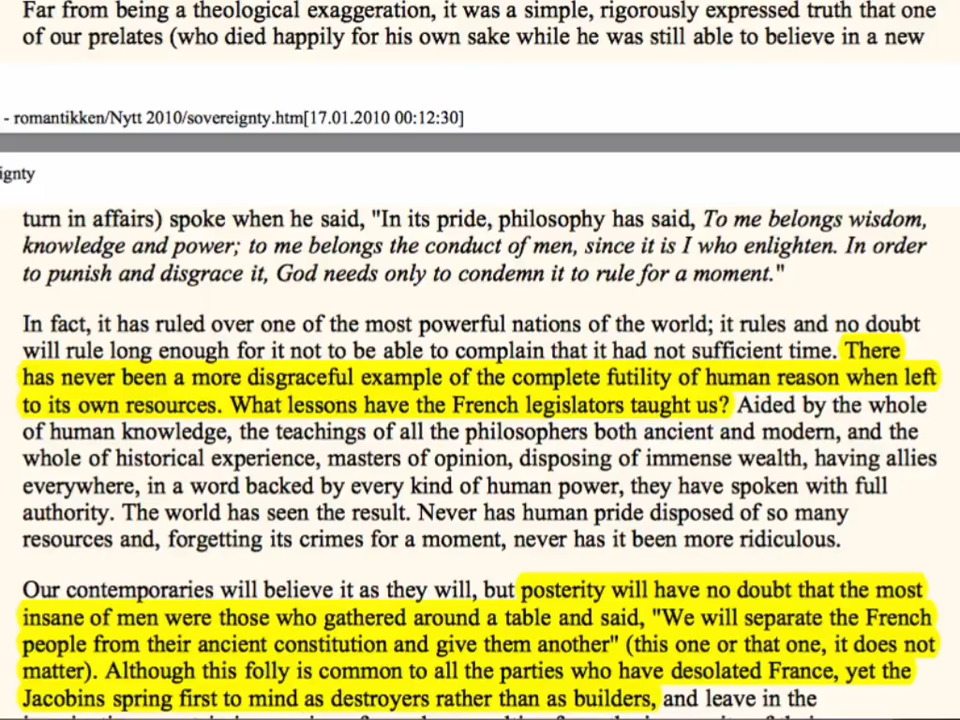 Far from being a theological exaggeration, it was a simple, rigorously expressed truth that one
of our prelates (who died happily for his own sake while he was still able to believe in a new
- romantikken/Nytt 2010/sovereignty.htm[17.01.2010 00:12:30]
ignty
turn in affairs) spoke when he said, "In its pride, philosophy has said, To me belongs wisdom,
knowledge and power; to me belongs the conduct of men, since it is I who enlighten. In order
to punish and disgrace it, God needs only to condemn it to rule for a moment."
In fact, it has ruled over one of the most powerful nations of the world; it rules and no doubt
will rule long enough for it not to be able to complain that it had not sufficient time. There
has never been a more disgraceful example of the complete futility of human reason when left
to its own resources. What lessons have the French legislators taught us? Aided by the whole
of human knowledge, the teachings of all the philosophers both ancient and modern, and the
whole of historical experience, masters of opinion, disposing of immense wealth, having allies
everywhere, in a word backed by every kind of human power, they have spoken with full
authority. The world has seen the result. Never has human pride disposed of so many
resources and, forgetting its crimes for a moment, never has it been more ridiculous.
Our contemporaries will believe it as they will, but posterity will have no doubt that the most
insane of men were those who gathered around a table and said, "We will separate the French
people from their ancient constitution and give them another" (this one or that one, it does not
matter). Although this folly is common to all the parties who have desolated France, yet the
Jacobins spring first to mind as destroyers rather than as builders, and leave in the